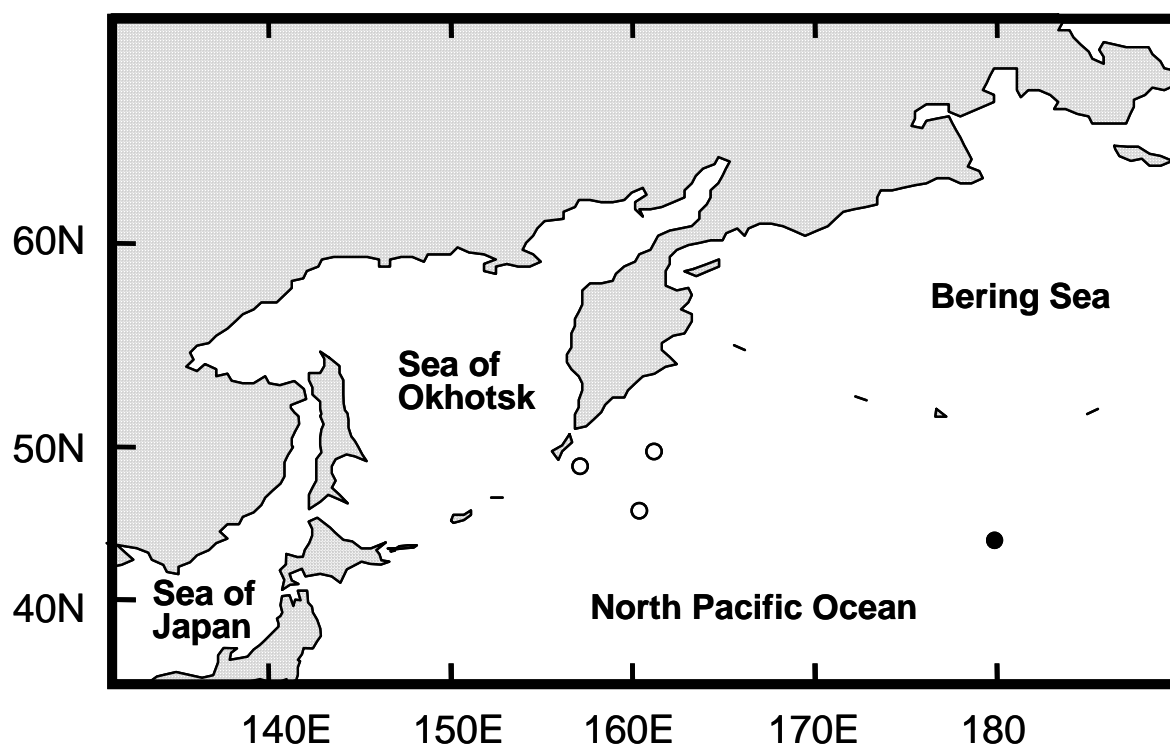 60N
Bering Sea
Sea of
Okhotsk
50N
Sea of
Japan
40N
North Pacific Ocean
140E 150E 160E 170E 180